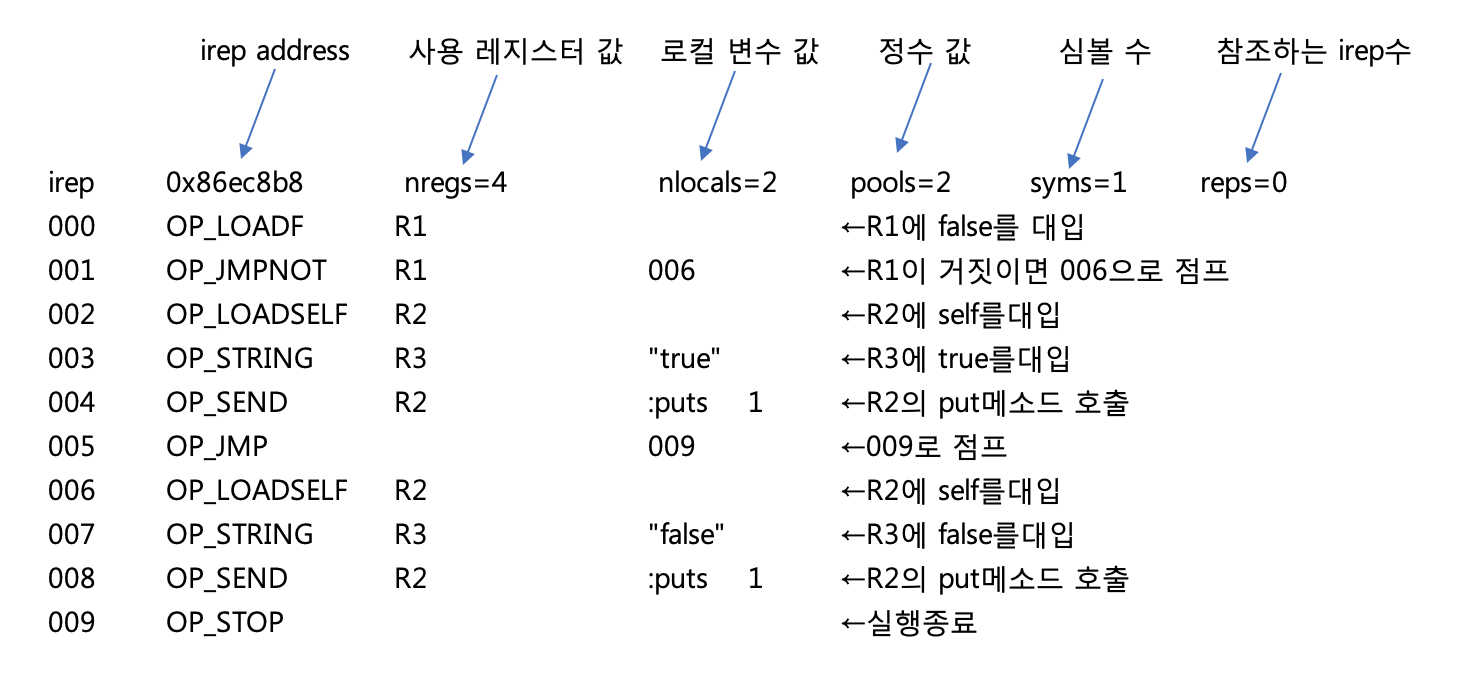 irep address 사용 레지스터 값 로컬 변수 값 정수 값 심볼 수 참조하는 irep수
irep 0x86ec8b8 nregs=4 nlocals=2 pools=2 syms=1 reps=0
000 OP_LOADF R1 ←R1에 false를 대입
001 OP_JMPNOT R1 006 ←R1이 거짓이면 006으로 점프
002 OP_LOADSELF R2 ←R2에 self를대입
003 OP_STRING R3 "true" ←R3에 true를대입
004 OP_SEND R2 :puts 1 ←R2의 put메소드 호출
005 OP_JMP 009 ←009로 점프
006 OP_LOADSELF R2 ←R2에 self를대입
007 OP_STRING R3 "false" ←R3에 false를대입
008 OP_SEND R2 :puts 1 ←R2의 put메소드 호출
009 OP_STOP ←실행종료